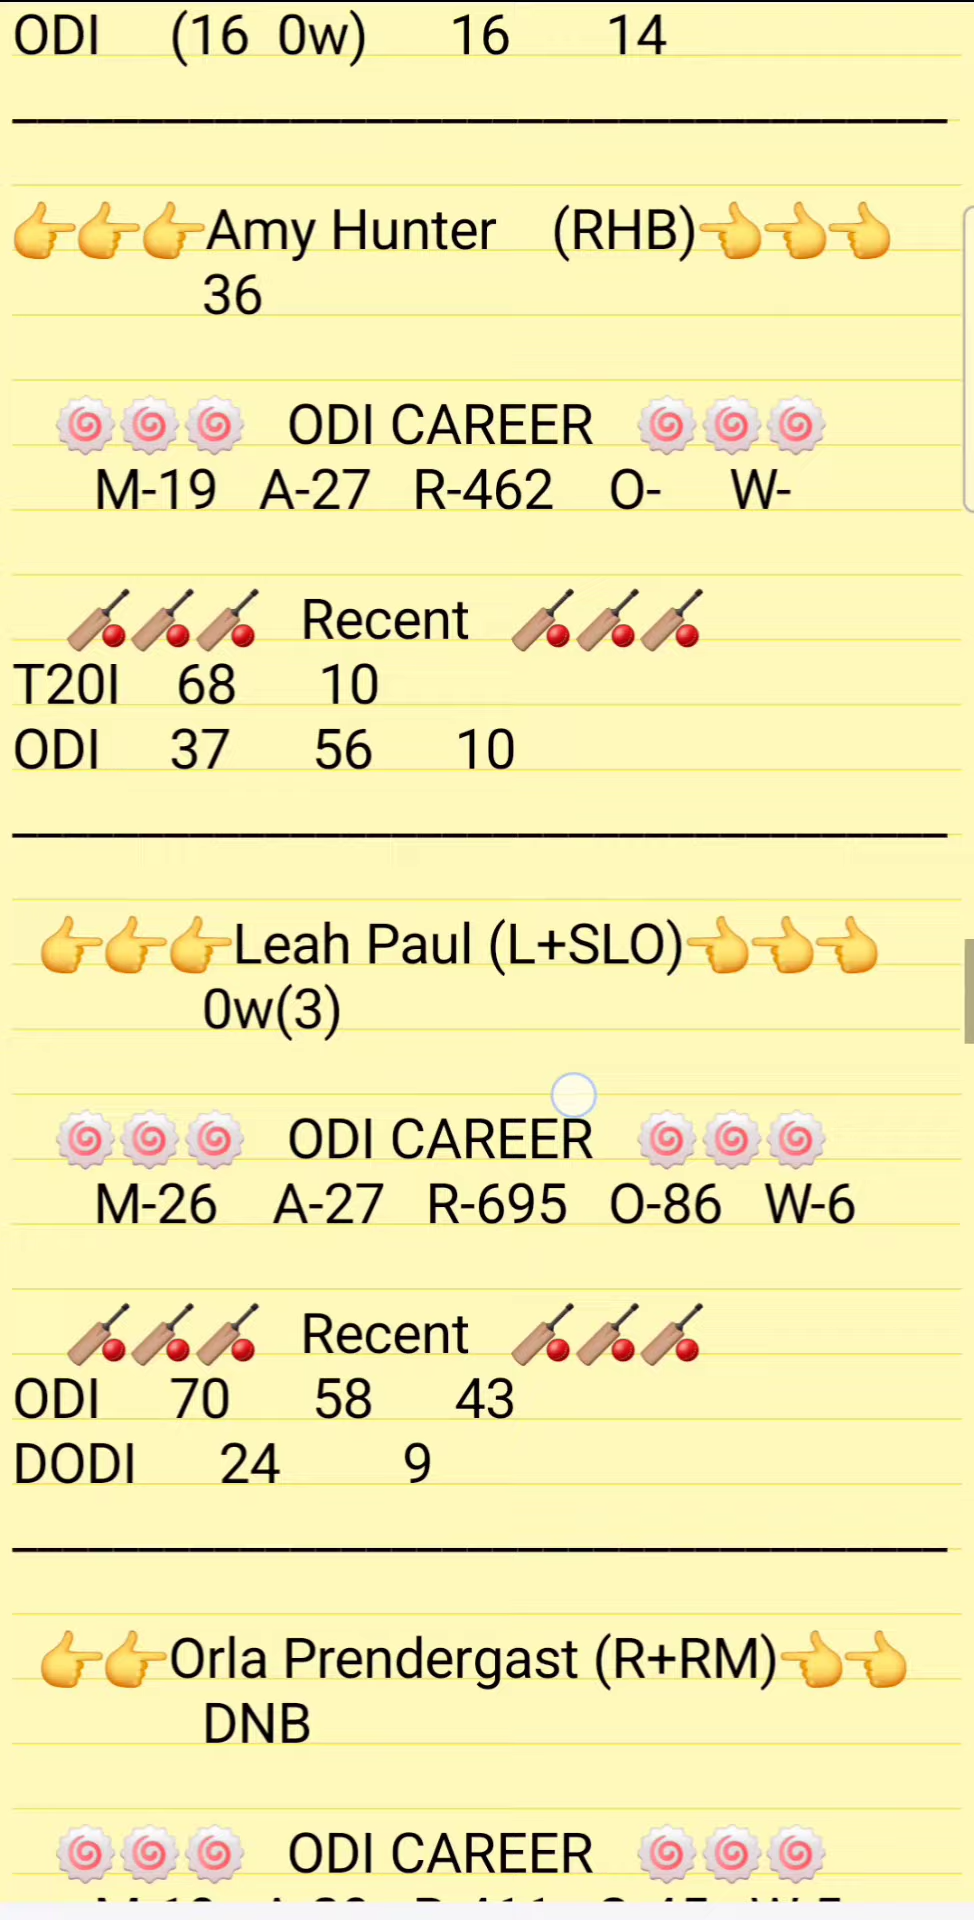 ODI (16 0w) 16 14
👉👉👉Amy Hunter (RHB)👈👈👈
36
🍥🍥🍥 ODI CAREER 🍥🍥🍥
M-19 A-27 R-462 O- W-
🏏🏏🏏 Recent 🏏🏏🏏
T20I 68 10
ODI 37 56 10
👉👉👉Leah Paul (L+SLO)👈👈👈
0w(3)
🍥🍥🍥 ODI CAREER 🍥🍥🍥
M-26 A-27 R-695 O-86 W-6
🏏🏏🏏 Recent 🏏🏏🏏
ODI 70 58 43
DODI 24 9
👉👉Orla Prendergast (R+RM)👈👈
DNB
🍥🍥🍥 ODI CAREER 🍥🍥🍥